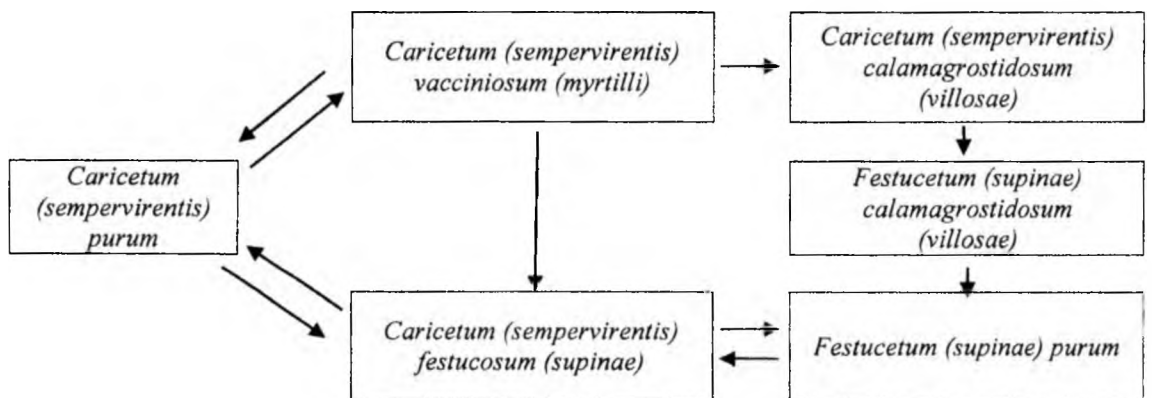 Caricetum (sempervirentis)
vacciniosum (myrtilli)
Caricetum (sempervirentis)
calamagrostidosum
(villosae)
Caricetum
(sempervirentis)
purum
Festucetum (supinae)
calamagrostidosum
(villosae)
Caricetum (sempervirentis)
festucosum (supinae)
Festucetum (supinae) purum